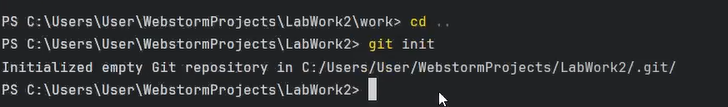 PS C:\Users\User\WebstormProjects\LabWork2\work> cd ..
PS C:\Users\User\WebstormProjects\LabWork2> git init
Initialized empty Git repository in C:/Users/User/WebstormProjects/LabWork2/.git/
PS C:\Users\User\WebstormProjects\LabWork2>